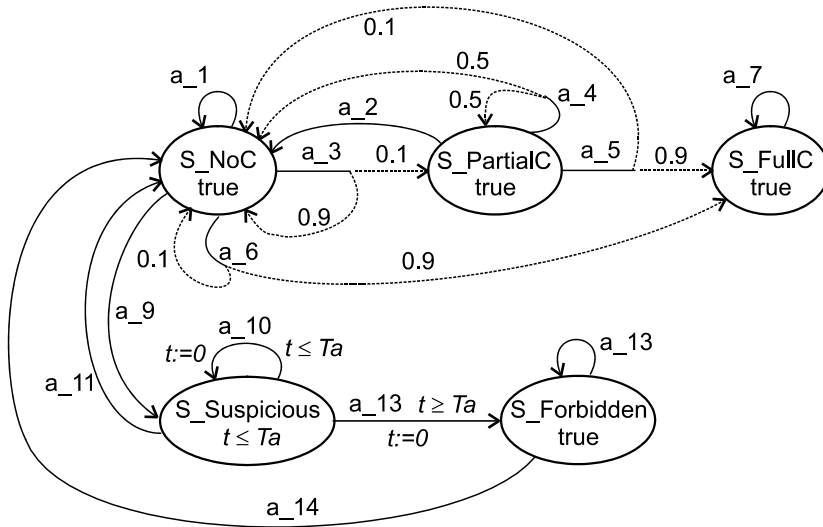 0.1
a_1
0.5
a_7
0.5
a_4
a_2
S_NoC
true
a_3
0.1
S_PartialC
true
a_5
0.9
S_FullC
true
0.9
a_6
0.1
0.9
a_9
a_10
t:=0
t ≤ Ta
a_13
a_11
S_Suspicious
t ≤ Ta
a_13 t ≥ Ta
t:=0
S_Forbidden
true
a_14